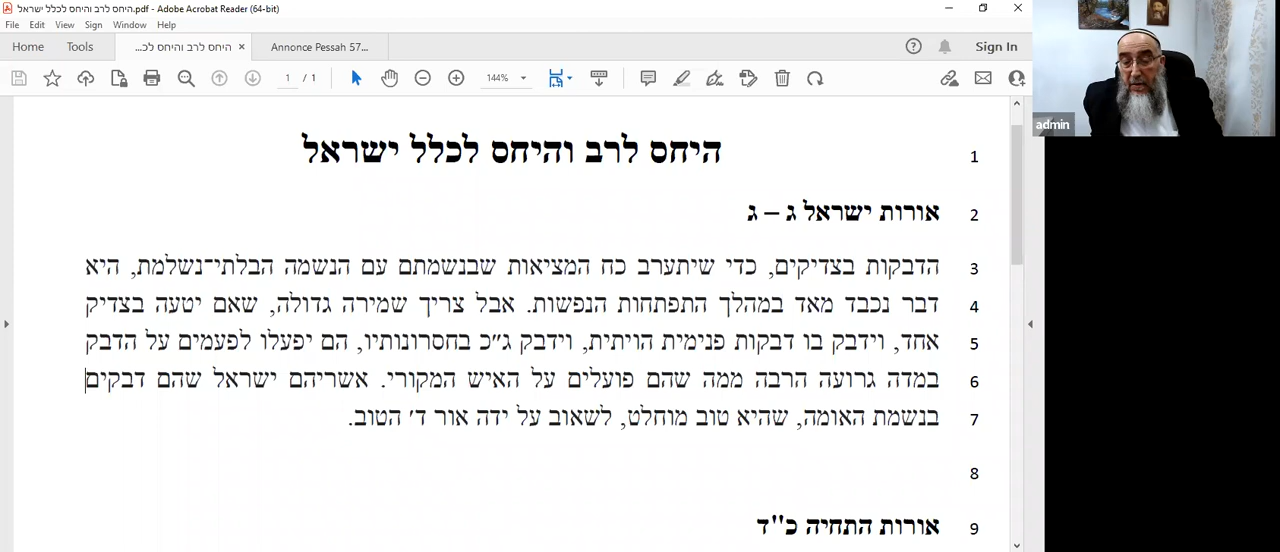 היחס לרב והיחס לכלל ישראל.pdf - Adobe Acrobat Reader (64-bit)
File Edit View Sign Window Help
Home Tools היחס לרב והיחס לכ... × Annonce Pessah 57... Sign In
1 / 1 144%
admin
היחס לרב והיחס לכלל ישראל 1
אורות ישראל ג – ג 2
הדבקות בצדיקים, כדי שיתערב כח המציאות שבנשמתם עם הנשמה הבלתי־נשלמת, היא 3
דבר נכבד מאד במהלך התפתחות הנפשות. אבל צריך שמירה גדולה, שאם יטעה בצדיק 4
אחד, וידבק בו דבקות פנימית הויתית, וידבק ג״כ בחסרונותיו, הם יפעלו לפעמים על הדבק 5
במדה גרועה הרבה ממה שהם פועלים על האיש המקורי. אשריהם ישראל שהם דבקים 6
בנשמת האומה, שהיא טוב מוחלט, לשאוב על ידה אור ד׳ הטוב. 7
8
אורות התחיה כ"ד 9